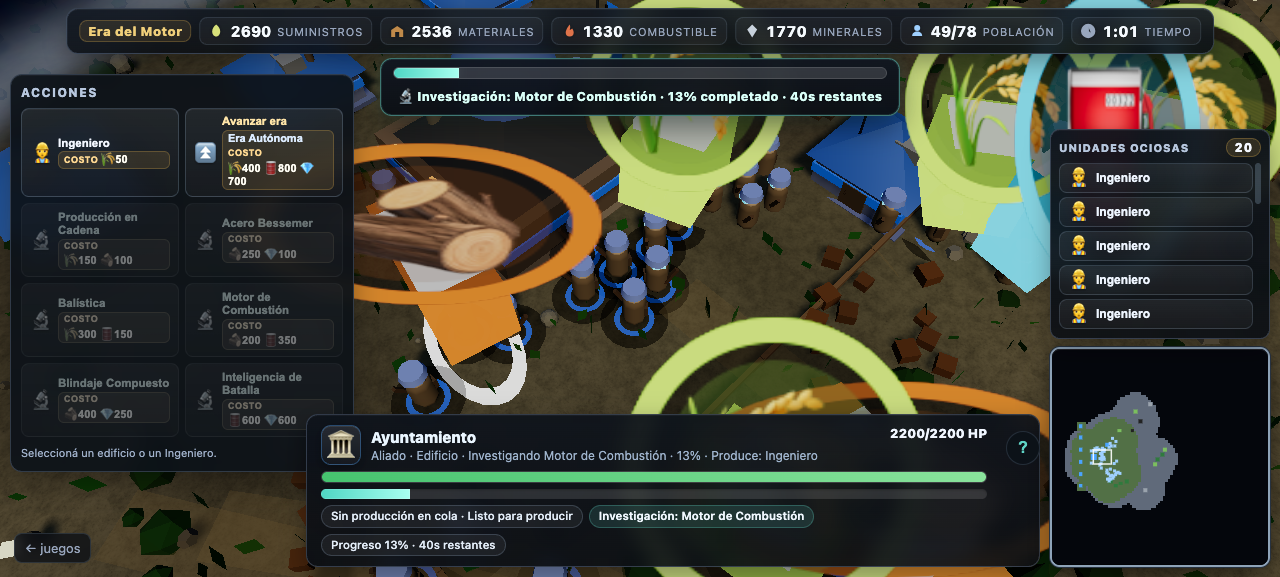 Era del Motor
2690 SUMINISTROS
2536 MATERIALES
1330 COMBUSTIBLE
1770 MINERALES
49/78 POBLACIÓN
1:01 TIEMPO
Investigación: Motor de Combustión · 13% completado · 40s restantes
ACCIONES
Ingeniero
COSTO 50
Avanzar era
Era Autónoma
COSTO
400 800
700
Producción en
Cadena
COSTO
150 100
Acero Bessemer
COSTO
250 100
Balística
COSTO
300 150
Motor de
Combustión
COSTO
200 350
Blindaje Compuesto
COSTO
400 250
Inteligencia de
Batalla
COSTO
600 600
Seleccioná un edificio o un Ingeniero.
← juegos
UNIDADES OCIOSAS 20
Ingeniero
Ingeniero
Ingeniero
Ingeniero
Ingeniero
Ayuntamiento
2200/2200 HP
?
Aliado · Edificio · Investigando Motor de Combustión · 13% · Produce: Ingeniero
Sin producción en cola · Listo para producir
Investigación: Motor de Combustión
Progreso 13% · 40s restantes